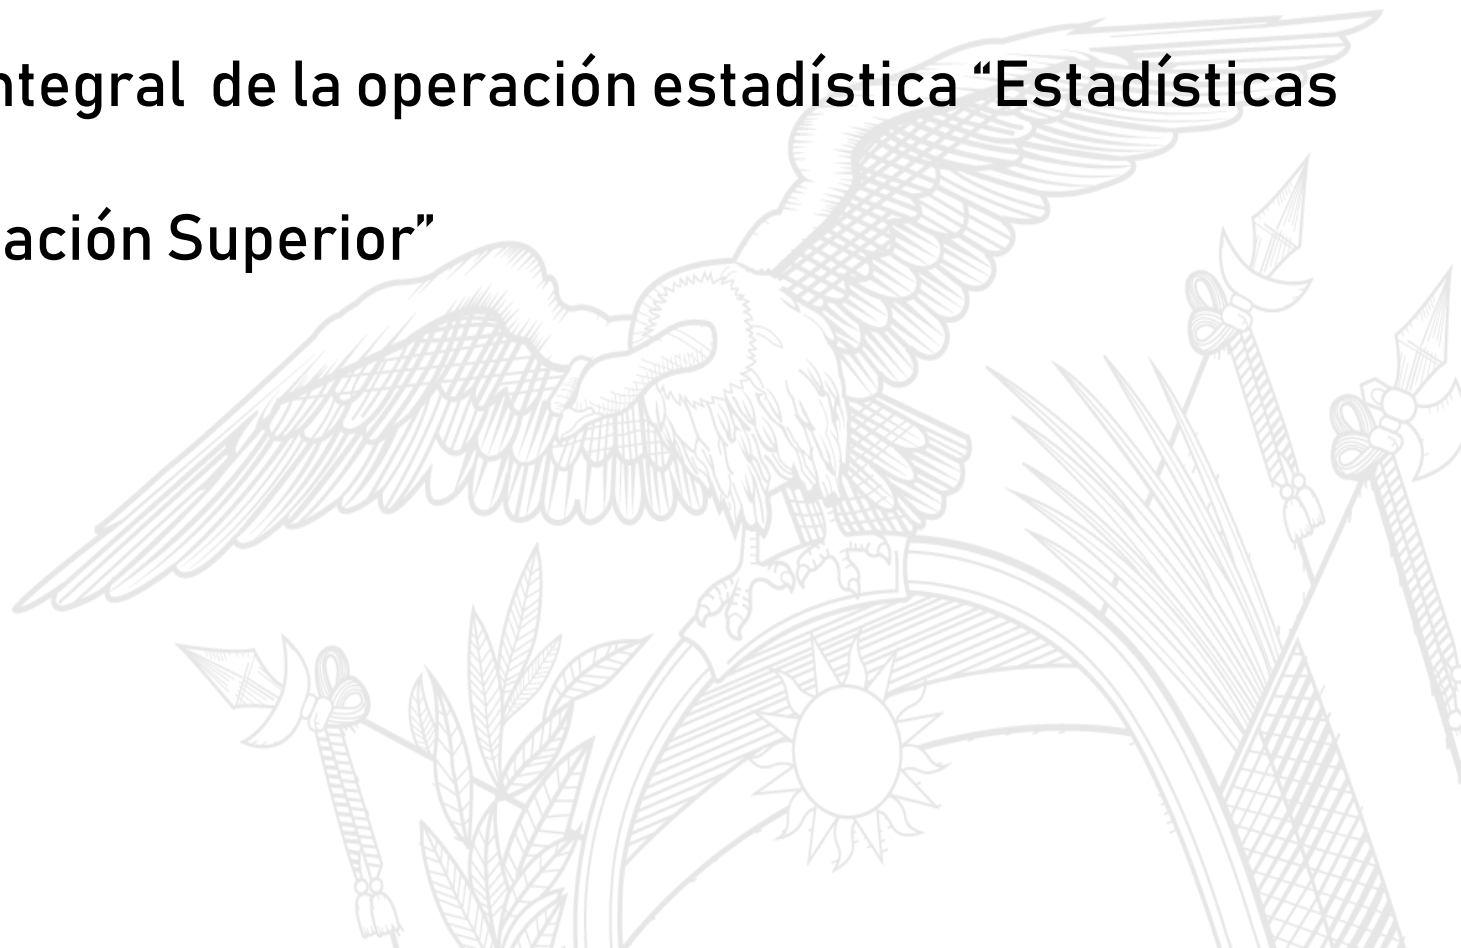 ntegral de la operación estadística “Estadísticas
ación Superior”